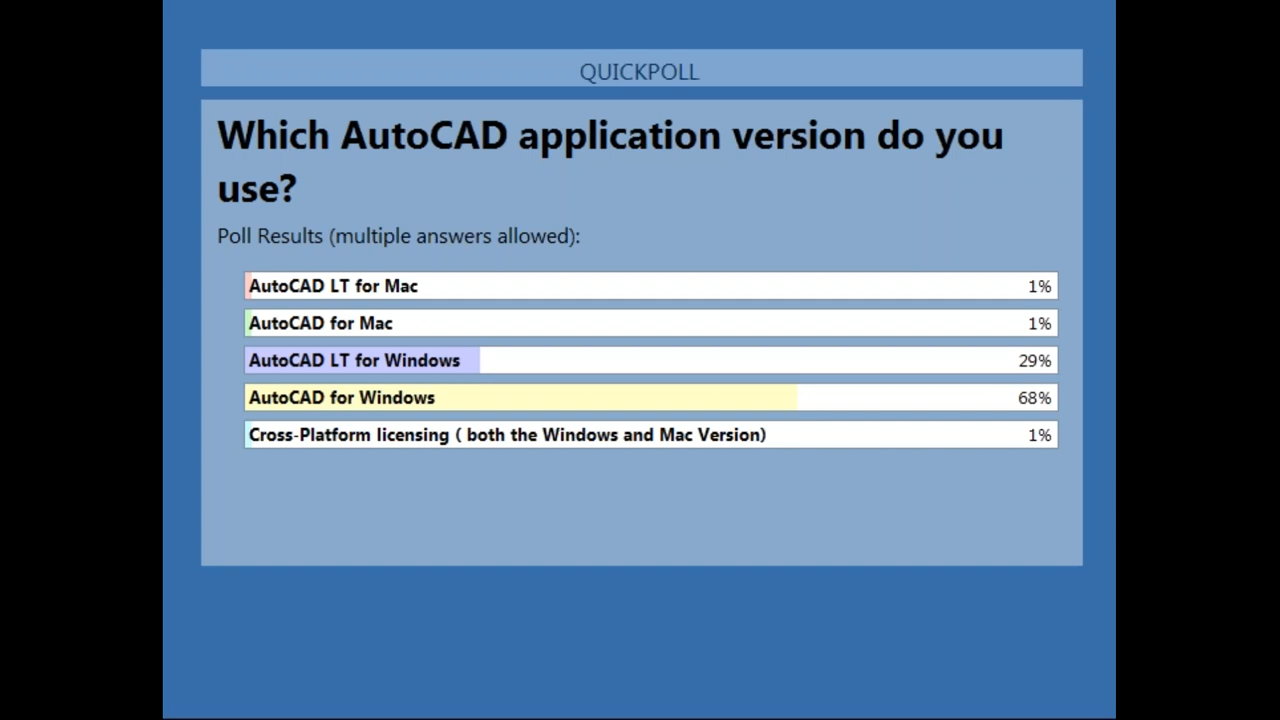 QUICKPOLL
Which AutoCAD application version do you
use?
Poll Results (multiple answers allowed):
AutoCAD LT for Mac 1%
AutoCAD for Mac 1%
AutoCAD LT for Windows 29%
AutoCAD for Windows 68%
Cross-Platform licensing ( both the Windows and Mac Version) 1%